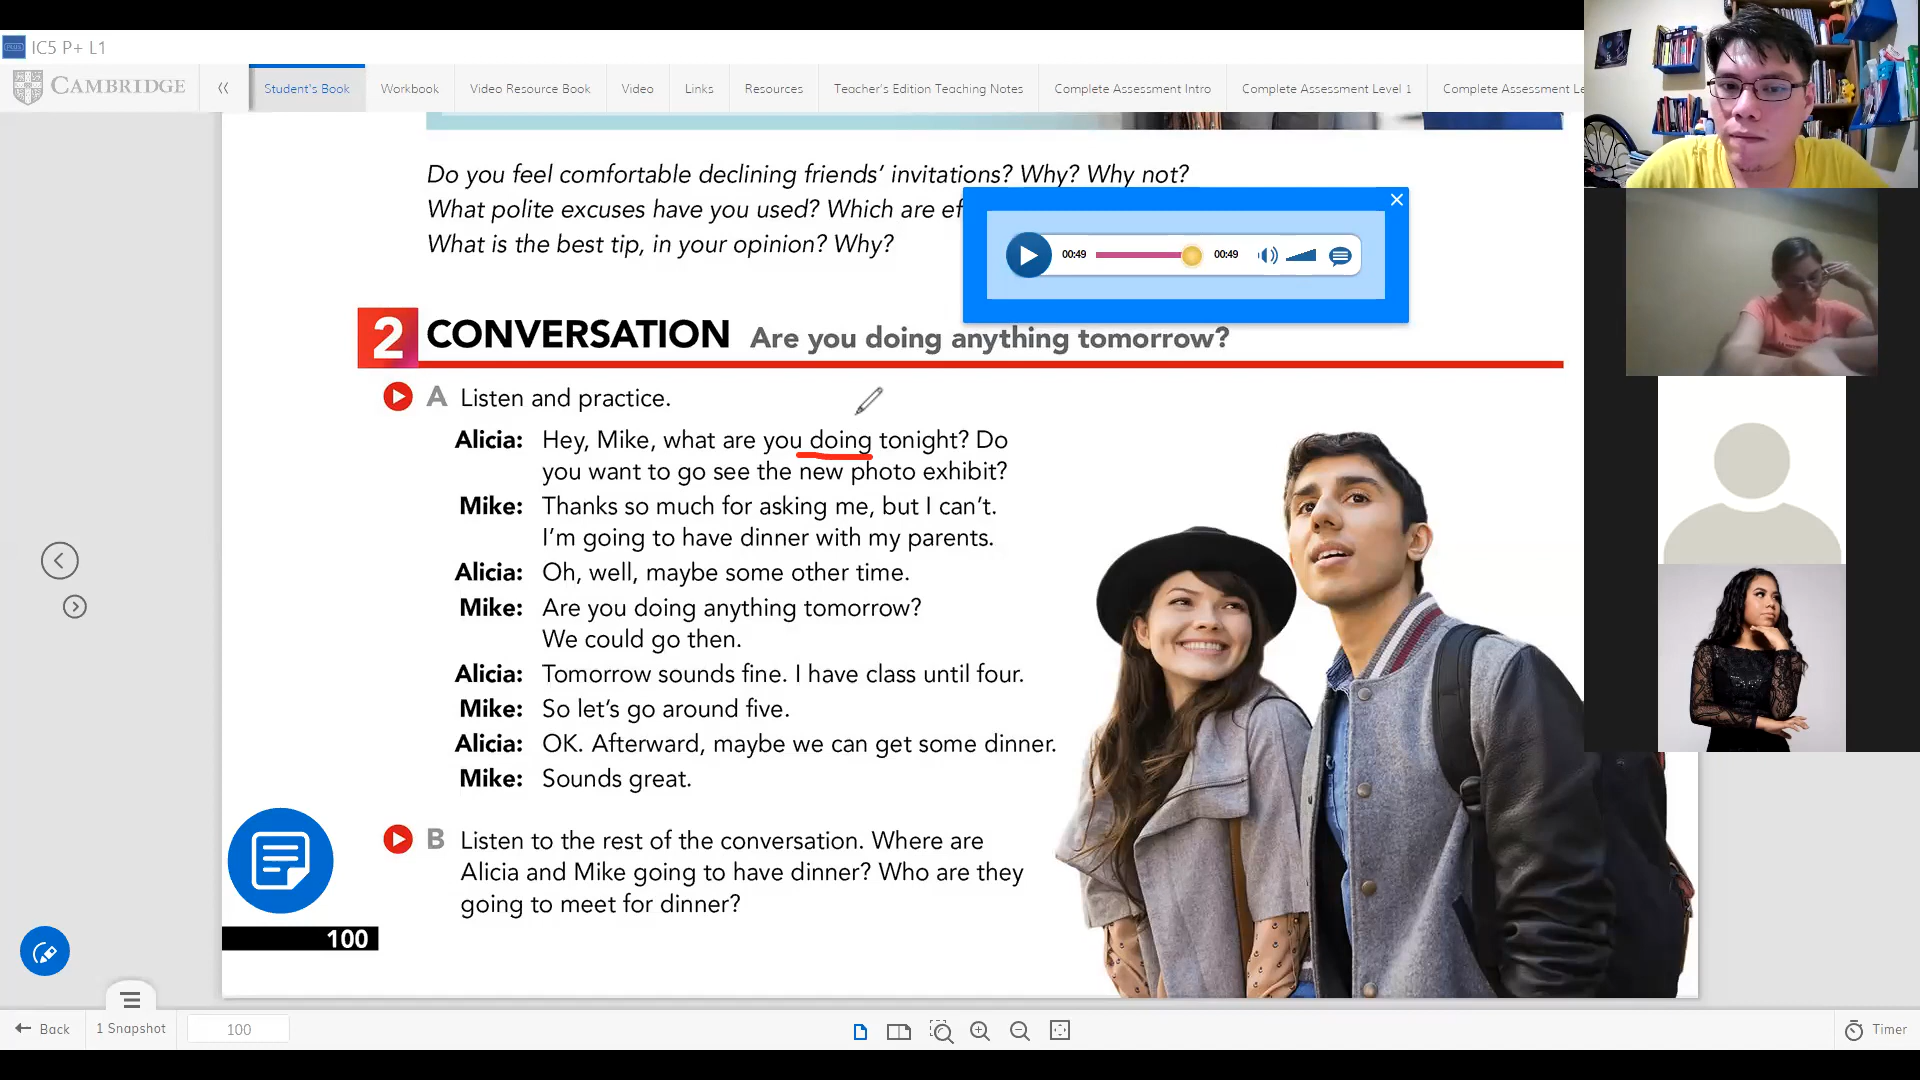 IC5 P+ L1
CAMBRIDGE
Student's Book
Workbook
Video Resource Book
Video
Links
Resources
Teacher's Edition Teaching Notes
Complete Assessment Intro
Complete Assessment Level 1
Complete Assessment Le
Do you feel comfortable declining friends' invitations? Why? Why not?
What polite excuses have you used? Which are ef
What is the best tip, in your opinion? Why?
00:49 00:49
2 CONVERSATION Are you doing anything tomorrow?
A Listen and practice.
Alicia: Hey, Mike, what are you doing tonight? Do
you want to go see the new photo exhibit?
Mike: Thanks so much for asking me, but I can't.
I'm going to have dinner with my parents.
Alicia: Oh, well, maybe some other time.
Mike: Are you doing anything tomorrow?
We could go then.
Alicia: Tomorrow sounds fine. I have class until four.
Mike: So let's go around five.
Alicia: OK. Afterward, maybe we can get some dinner.
Mike: Sounds great.
B Listen to the rest of the conversation. Where are
Alicia and Mike going to have dinner? Who are they
going to meet for dinner?
100
Back
1 Snapshot
100
Timer